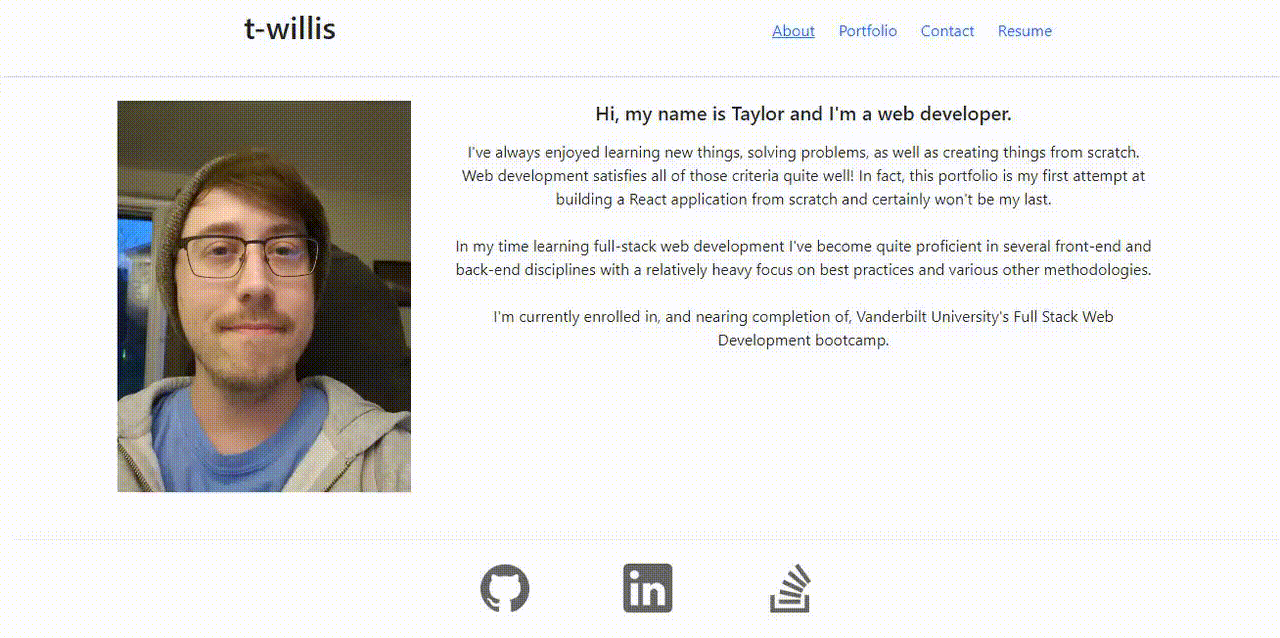 t-willis
About Portfolio Contact Resume
Hi, my name is Taylor and I'm a web developer.
I've always enjoyed learning new things, solving problems, as well as creating things from scratch.
Web development satisfies all of those criteria quite well! In fact, this portfolio is my first attempt at
building a React application from scratch and certainly won't be my last.
In my time learning full-stack web development I've become quite proficient in several front-end and
back-end disciplines with a relatively heavy focus on best practices and various other methodologies.
I'm currently enrolled in, and nearing completion of, Vanderbilt University's Full Stack Web
Development bootcamp.
in